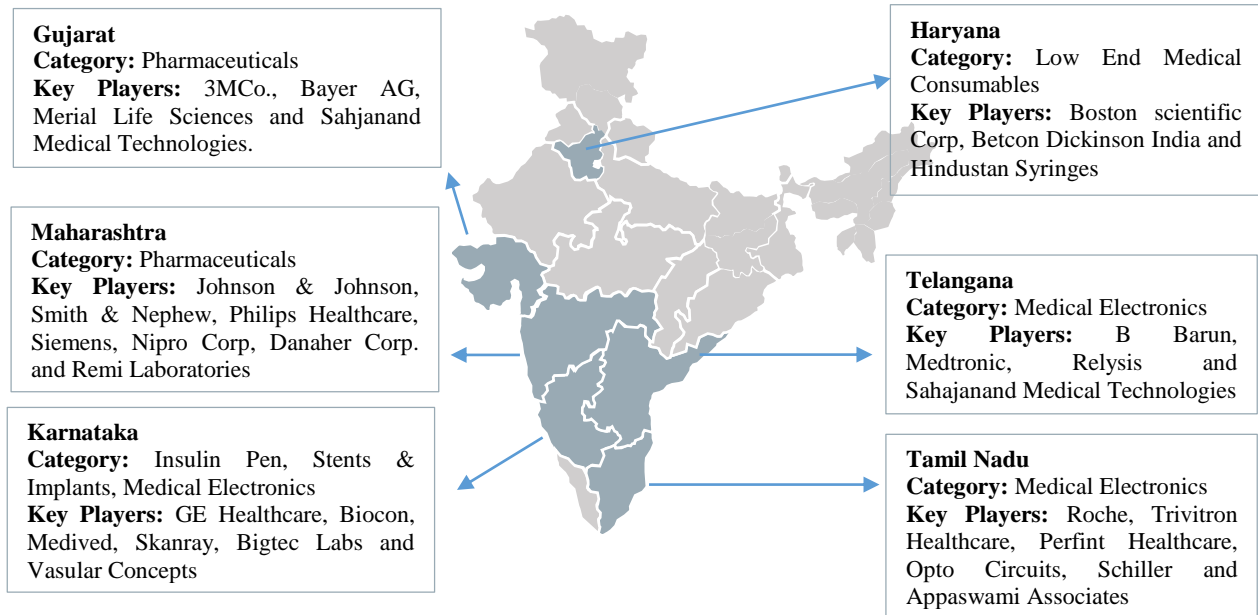 Gujarat
Category: Pharmaceuticals
Key Players: 3MCo., Bayer AG,
Merial Life Sciences and Sahjanand
Medical Technologies.
Maharashtra
Category: Pharmaceuticals
Key Players: Johnson & Johnson,
Smith & Nephew, Philips Healthcare,
Siemens, Nipro Corp, Danaher Corp.
and Remi Laboratories
Karnataka
Category: Insulin Pen, Stents &
Implants, Medical Electronics
Key Players: GE Healthcare, Biocon,
Medived, Skanray, Bigtec Labs and
Vasular Concepts
Haryana
Category: Low End Medical
Consumables
Key Players: Boston scientific
Corp, Betcon Dickinson India and
Hindustan Syringes
Telangana
Category: Medical Electronics
Key Players: B Barun,
Medtronic, Relysis and
Sahajanand Medical Technologies
Tamil Nadu
Category: Medical Electronics
Key Players: Roche, Trivitron
Healthcare, Perfint Healthcare,
Opto Circuits, Schiller and
Appaswami Associates